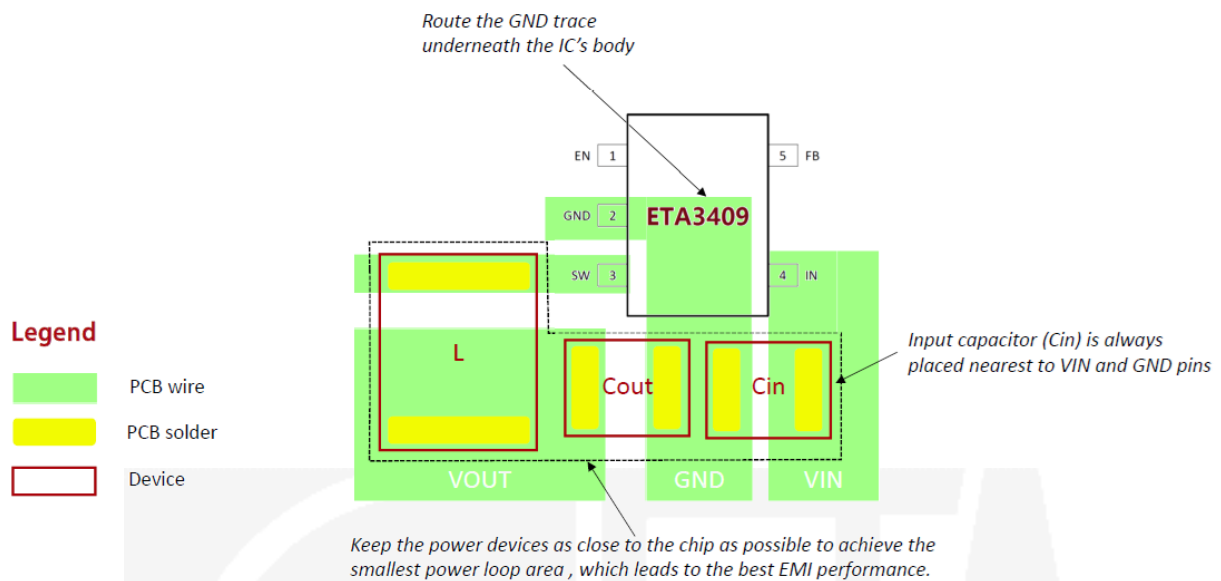 Route the GND trace
underneath the IC's body
EN 1
5 FB
GND 2
ETA3409
SW 3
4 IN
Legend
PCB wire
PCB solder
Device
L
Cout
Cin
Input capacitor (Cin) is always
placed nearest to VIN and GND pins
VOUT
GND
VIN
Keep the power devices as close to the chip as possible to achieve the
smallest power loop area , which leads to the best EMI performance.